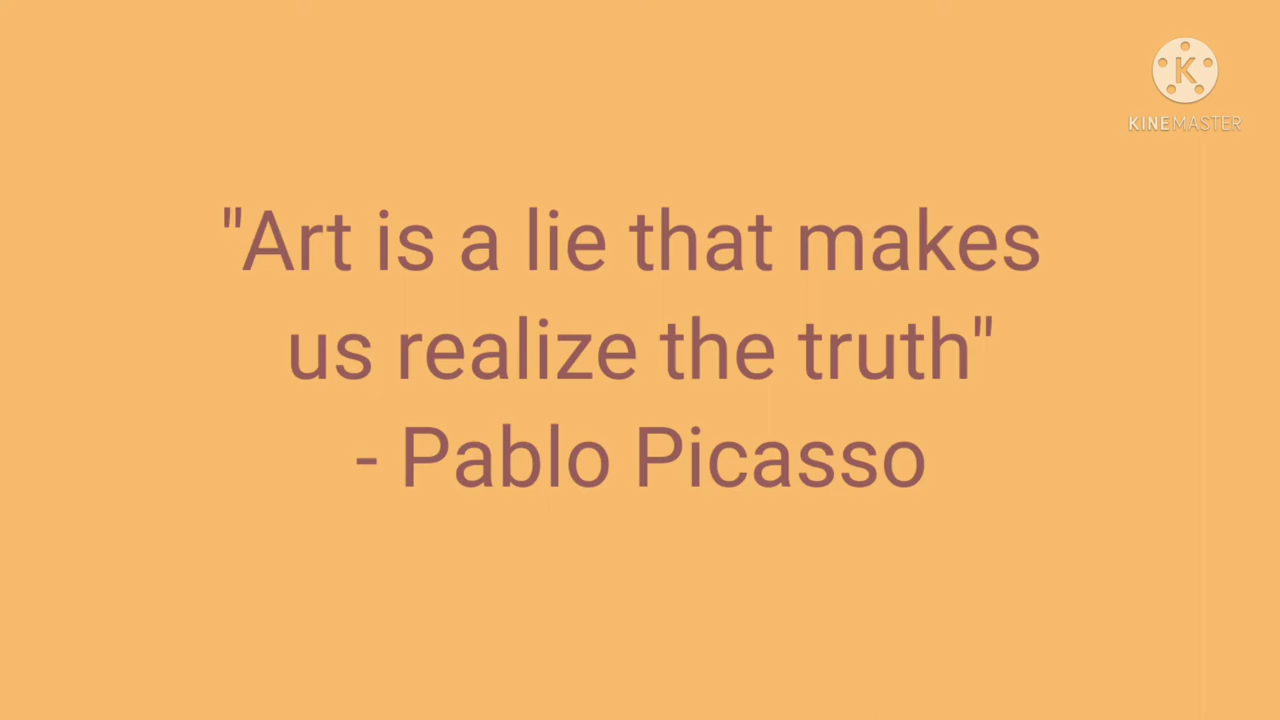 KINEMASTER
"Art is a lie that makes
us realize the truth"
- Pablo Picasso